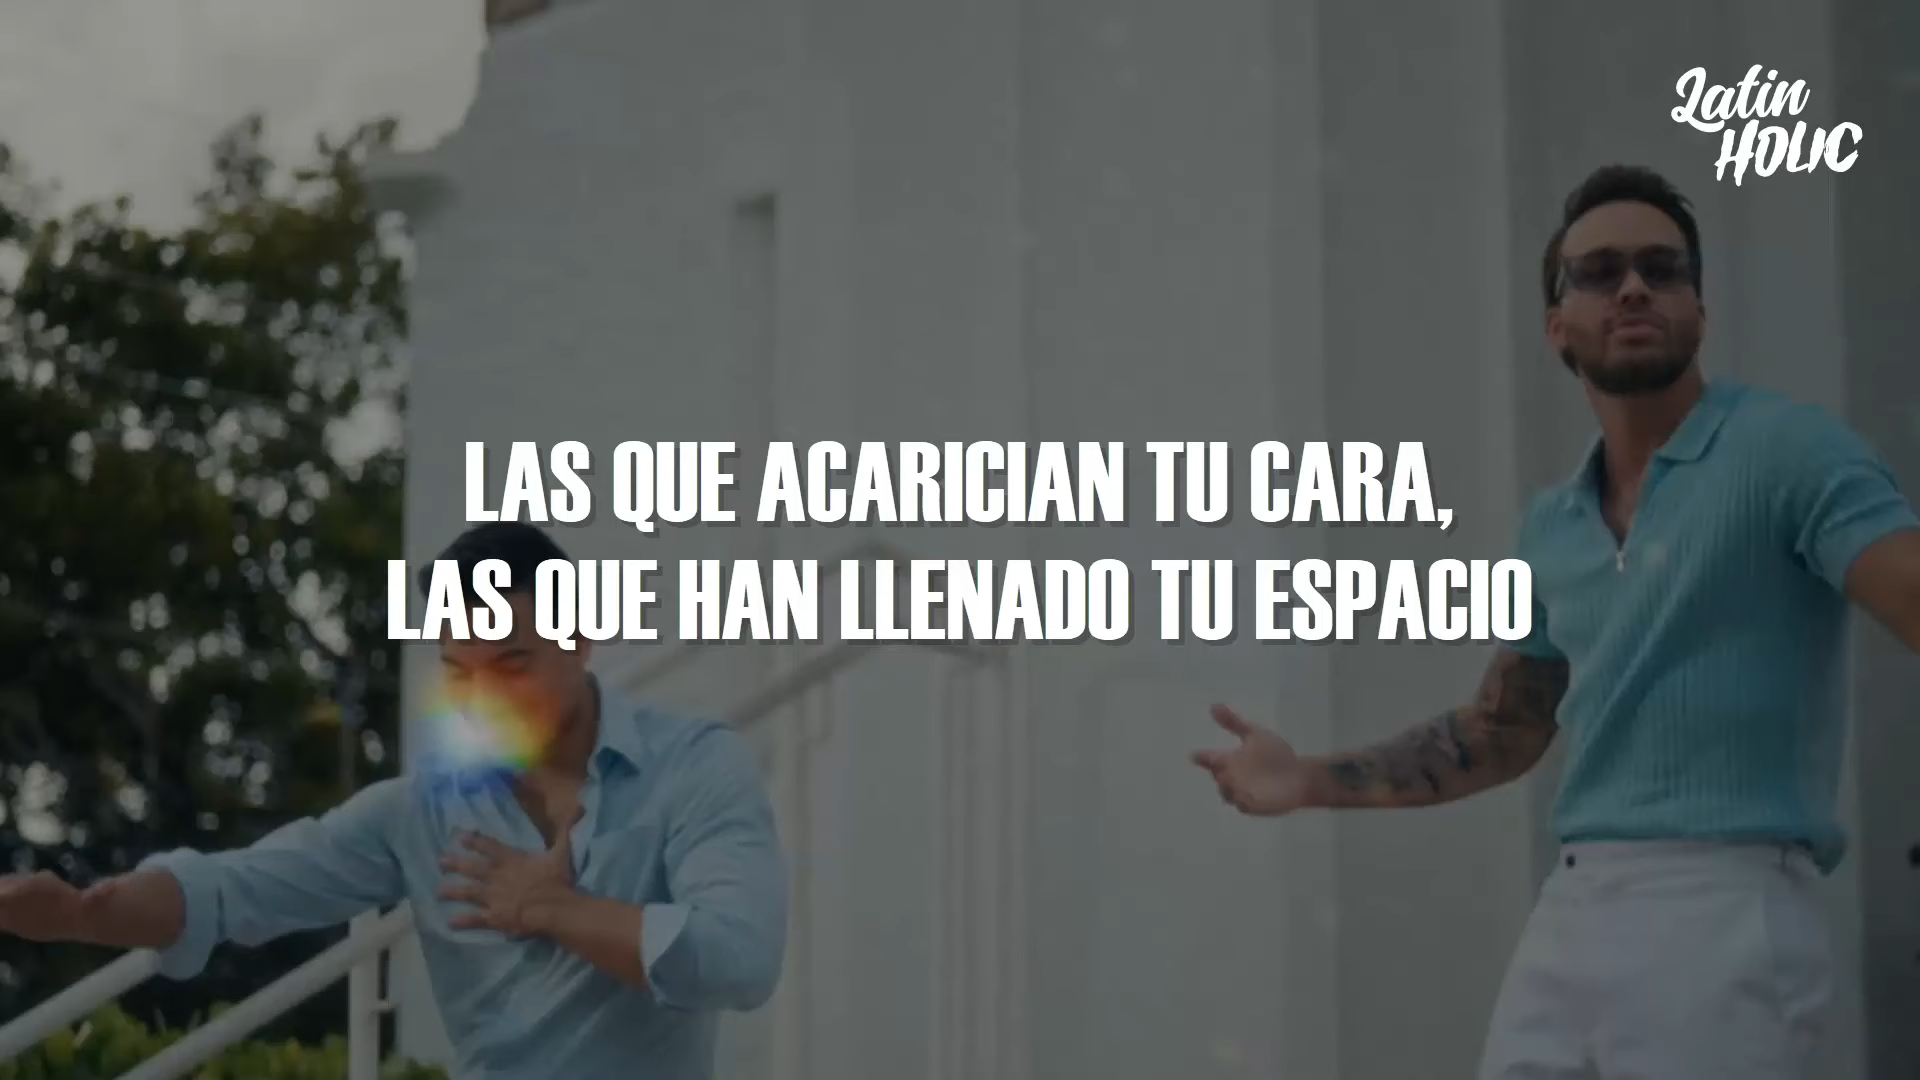 Latin
HOLIC
LAS QUE ACARICIAN TU CARA,
LAS QUE HAN LLENADO TU ESPACIO